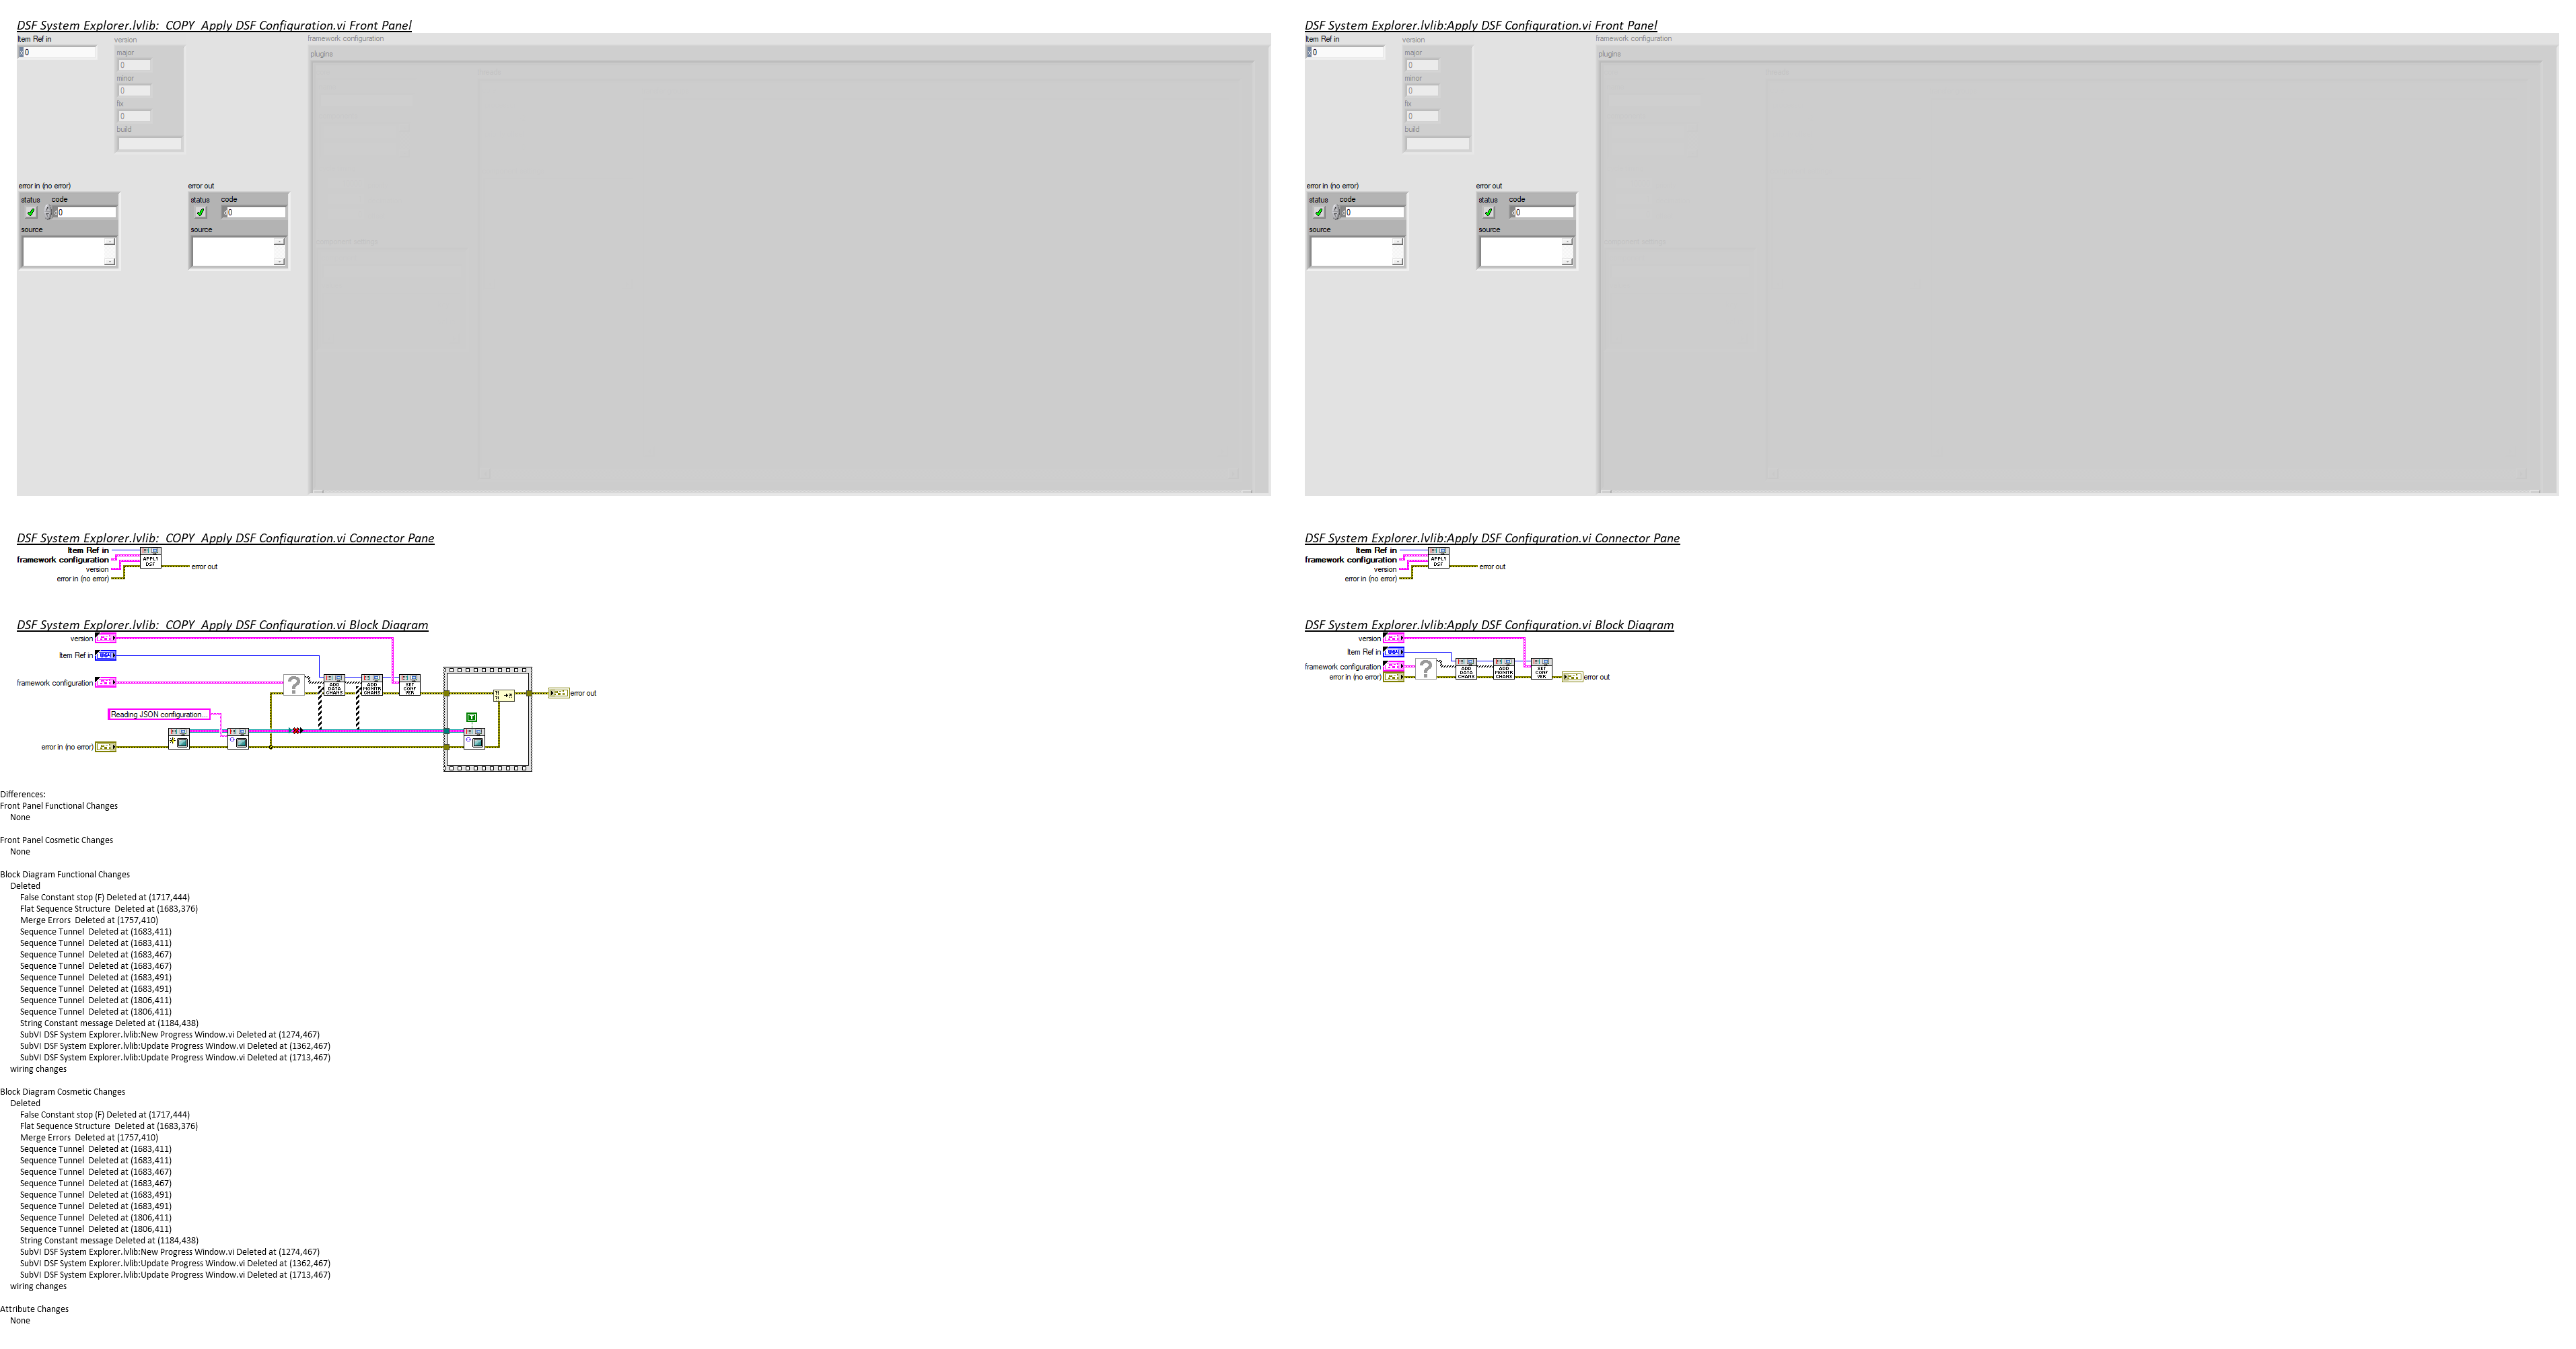 DSF System Explorer.lvlib:  COPY  Apply DSF Configuration.vi Front Panel
Item Ref in
version
framework configuration
0
major
plugins
0
minor
0
fix
0
build
error in (no error)
error out
status
code
status
code
0
0
source
source
DSF System Explorer.lvlib:Apply DSF Configuration.vi Front Panel
Item Ref in
version
framework configuration
0
major
plugins
0
minor
0
fix
0
build
error in (no error)
error out
status
code
status
code
0
0
source
source
DSF System Explorer.lvlib:  COPY  Apply DSF Configuration.vi Connector Pane
Item Ref in
framework configuration
version
error in (no error)
APPLY
DSF
error out
DSF System Explorer.lvlib:Apply DSF Configuration.vi Connector Pane
Item Ref in
framework configuration
version
error in (no error)
APPLY
DSF
error out
DSF System Explorer.lvlib:  COPY  Apply DSF Configuration.vi Block Diagram
version
Item Ref in
framework configuration
?
ADD
DATA
CHANS
ADD
MONITR
CHANS
SET
CONF
VER
error out
Reading JSON configuration...
T
error in (no error)
DSF System Explorer.lvlib:Apply DSF Configuration.vi Block Diagram
version
Item Ref in
framework configuration
error in (no error)
?
ADD
DATA
CHANS
ADD
MONITR
CHANS
SET
CONF
VER
error out
Differences:
Front Panel Functional Changes
None
Front Panel Cosmetic Changes
None
Block Diagram Functional Changes
Deleted
False Constant stop (F) Deleted at (1717,444)
Flat Sequence Structure  Deleted at (1683,376)
Merge Errors  Deleted at (1757,410)
Sequence Tunnel  Deleted at (1683,411)
Sequence Tunnel  Deleted at (1683,411)
Sequence Tunnel  Deleted at (1683,467)
Sequence Tunnel  Deleted at (1683,467)
Sequence Tunnel  Deleted at (1683,491)
Sequence Tunnel  Deleted at (1683,491)
Sequence Tunnel  Deleted at (1806,411)
Sequence Tunnel  Deleted at (1806,411)
String Constant message Deleted at (1184,438)
SubVI DSF System Explorer.lvlib:New Progress Window.vi Deleted at (1274,467)
SubVI DSF System Explorer.lvlib:Update Progress Window.vi Deleted at (1362,467)
SubVI DSF System Explorer.lvlib:Update Progress Window.vi Deleted at (1713,467)
wiring changes
Block Diagram Cosmetic Changes
Deleted
False Constant stop (F) Deleted at (1717,444)
Flat Sequence Structure  Deleted at (1683,376)
Merge Errors  Deleted at (1757,410)
Sequence Tunnel  Deleted at (1683,411)
Sequence Tunnel  Deleted at (1683,411)
Sequence Tunnel  Deleted at (1683,467)
Sequence Tunnel  Deleted at (1683,467)
Sequence Tunnel  Deleted at (1683,491)
Sequence Tunnel  Deleted at (1683,491)
Sequence Tunnel  Deleted at (1806,411)
Sequence Tunnel  Deleted at (1806,411)
String Constant message Deleted at (1184,438)
SubVI DSF System Explorer.lvlib:New Progress Window.vi Deleted at (1274,467)
SubVI DSF System Explorer.lvlib:Update Progress Window.vi Deleted at (1362,467)
SubVI DSF System Explorer.lvlib:Update Progress Window.vi Deleted at (1713,467)
wiring changes
Attribute Changes
None